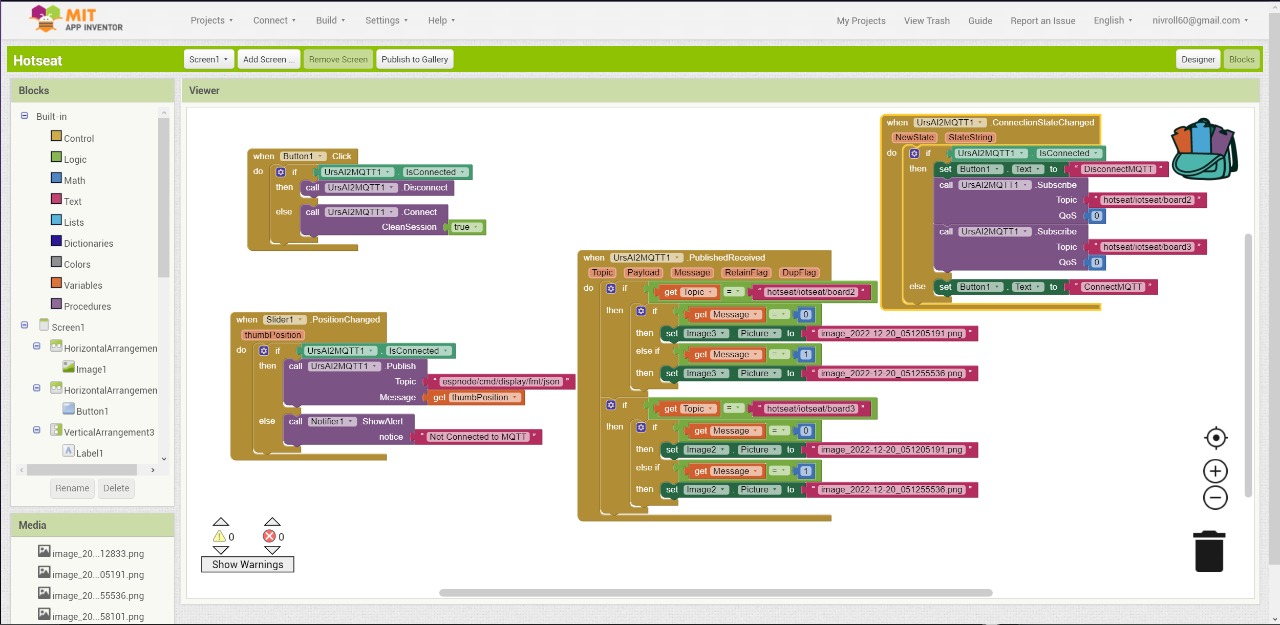 MIT
APP INVENTOR
Projects Connect Build Settings Help My Projects View Trash Guide Report an Issue English nivroll60@gmail.com
Hotseat
Screen1 Add Screen ... Remove Screen Publish to Gallery Designer Blocks
Blocks
Built-in
Control
Logic
Math
Text
Lists
Dictionaries
Colors
Variables
Procedures
Screen1
HorizontalArrangemen
Image1
HorizontalArrangemen
Button1
VerticalArrangement3
Label1
Rename Delete
Media
image_20...12833.png
image_20...05191.png
image_20...55536.png
image_20...58101.png
Viewer
when Button1 .Click
do if UrsAI2MQTT1 . IsConnected
then call UrsAI2MQTT1 .Disconnect
else call UrsAI2MQTT1 .Connect
CleanSession true
when Slider1 .PositionChanged
thumbPosition
do if UrsAI2MQTT1 . IsConnected
then call UrsAI2MQTT1 .Publish
Topic " espnode/cmd/display/fmt/json "
Message get thumbPosition
else call Notifier1 .ShowAlert
notice " Not Connected to MQTT "
when UrsAI2MQTT1 .PublishedReceived
Topic Payload Message RetainFlag DupFlag
do if get Topic = " hotseat/iotseat/board2 "
then if get Message = 0
then set Image3 . Picture to " image_2022-12-20_051205191.png "
else if get Message = 1
then set Image3 . Picture to " image_2022-12-20_051255536.png "
if get Topic = " hotseat/iotseat/board3 "
then if get Message = 0
then set Image2 . Picture to " image_2022-12-20_051205191.png "
else if get Message = 1
then set Image2 . Picture to " image_2022-12-20_051255536.png "
when UrsAI2MQTT1 .ConnectionStateChanged
NewState StateString
do if UrsAI2MQTT1 . IsConnected
then set Button1 . Text to " DisconnectMQTT "
call UrsAI2MQTT1 .Subscribe
Topic " hotseat/iotseat/board2 "
QoS 0
call UrsAI2MQTT1 .Subscribe
Topic " hotseat/iotseat/board3 "
QoS 0
else set Button1 . Text to " ConnectMQTT "
0 0
Show Warnings